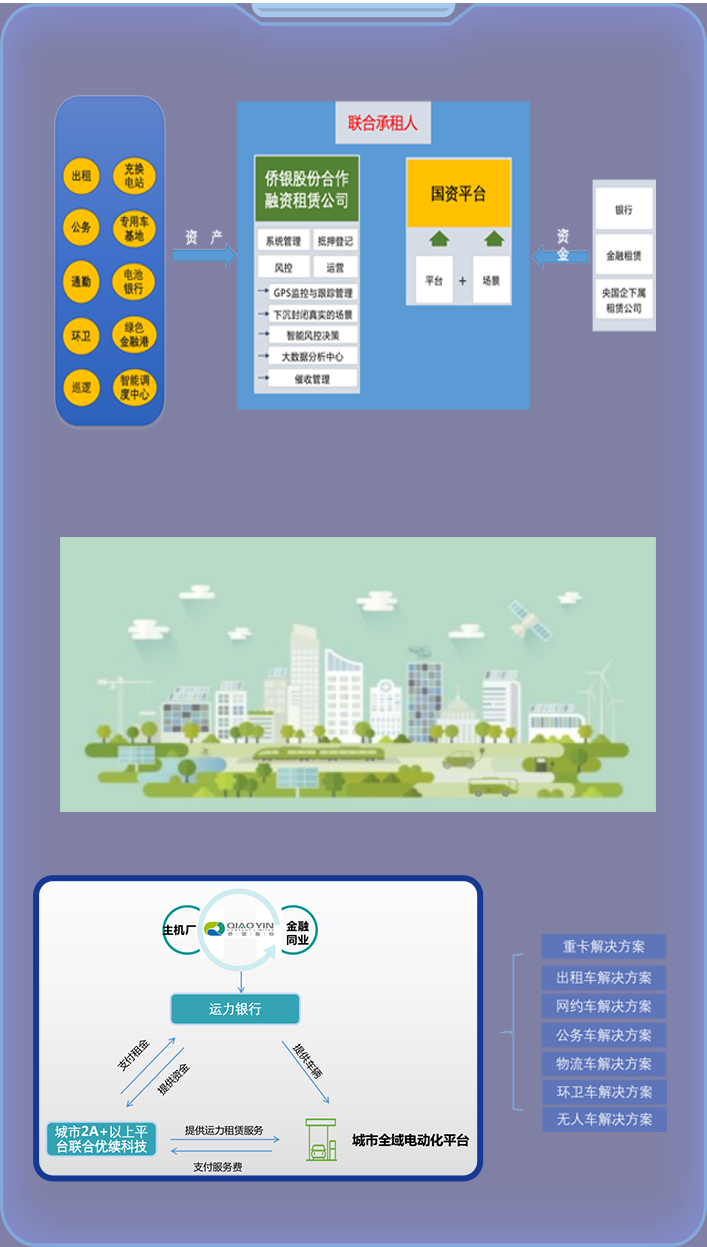 联合承租人
出租
充换
电站
公务
专用车
基地
通勤
电池
银行
环卫
绿色
金融港
巡逻
智能调
度中心
资 产
侨银股份合作
融资租赁公司
系统管理
抵押登记
风控
运营
GPS监控与跟踪管理
下沉封闭真实的场景
智能风控决策
大数据分析中心
催收管理
国资平台
平台
+
场景
资
金
银行
金融租赁
央国企下属
租赁公司
主机厂
QIAOYIN
侨银股份
金融
同业
运力银行
支付租金
提供资金
提供车辆
城市2A+以上平
台联合优续科技
提供运力租赁服务
支付服务费
城市全域电动化平台
重卡解决方案
出租车解决方案
网约车解决方案
公务车解决方案
物流车解决方案
环卫车解决方案
无人车解决方案